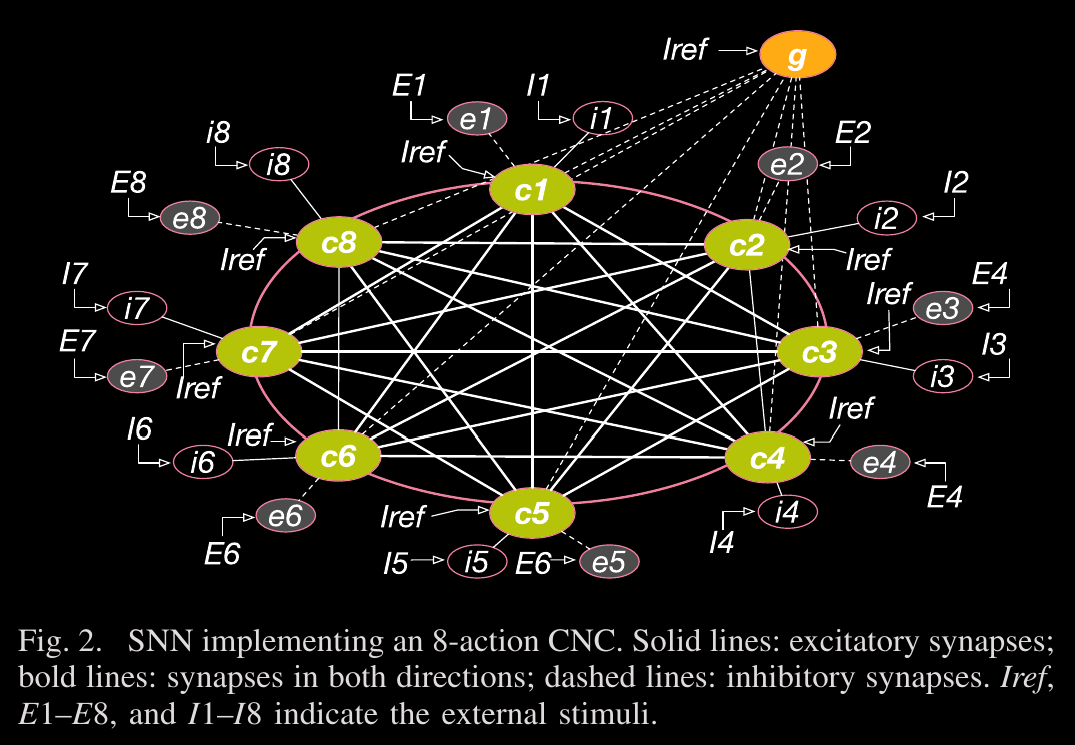 Iref
g
E1
I1
e1
i1
i8
Iref
E2
i8
e2
E8
c1
I2
e8
i2
c8
c2
Iref
Iref
I7
Iref
E4
i7
e3
E7
c7
c3
I3
e7
i3
Iref
Iref
I6
Iref
i6
c6
c4
e4
E4
e6
Iref
c5
i4
E6
I4
I5
i5
E6
e5
Fig. 2. SNN implementing an 8-action CNC. Solid lines: excitatory synapses;
bold lines: synapses in both directions; dashed lines: inhibitory synapses. Iref,
E1–E8, and I1–I8 indicate the external stimuli.